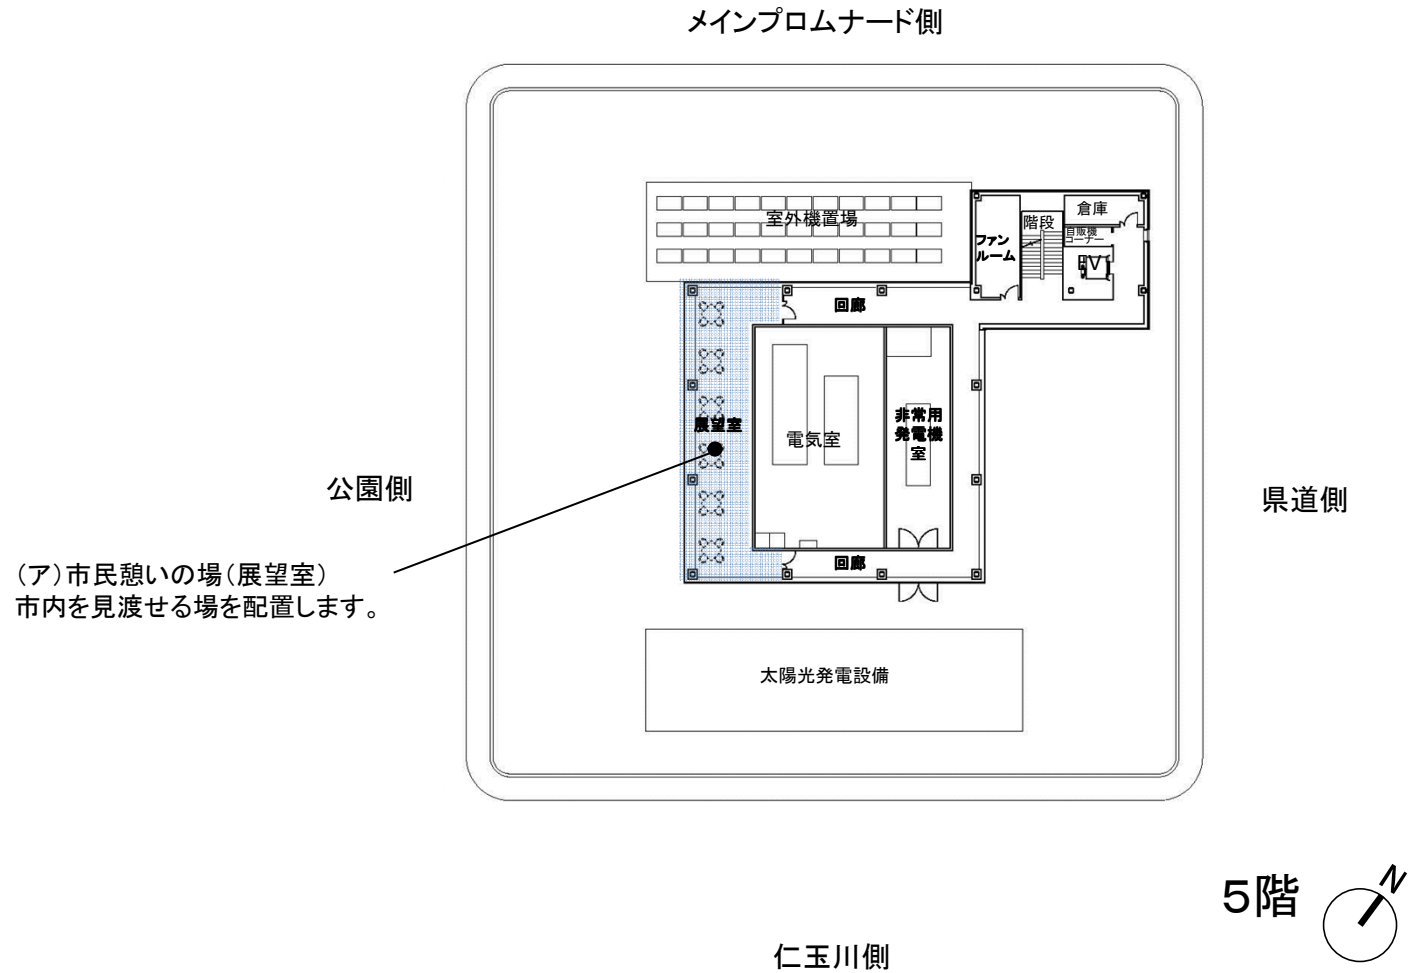 メインプロムナード側
室外機置場
ファン
ルーム
階段
倉庫
自販機
コーナー
EV
回廊
展望室
電気室
非常用
発電機
室
公園側
県道側
(ア)市民憩いの場(展望室)
市内を見渡せる場を配置します。
回廊
太陽光発電設備
5階
N
仁玉川側